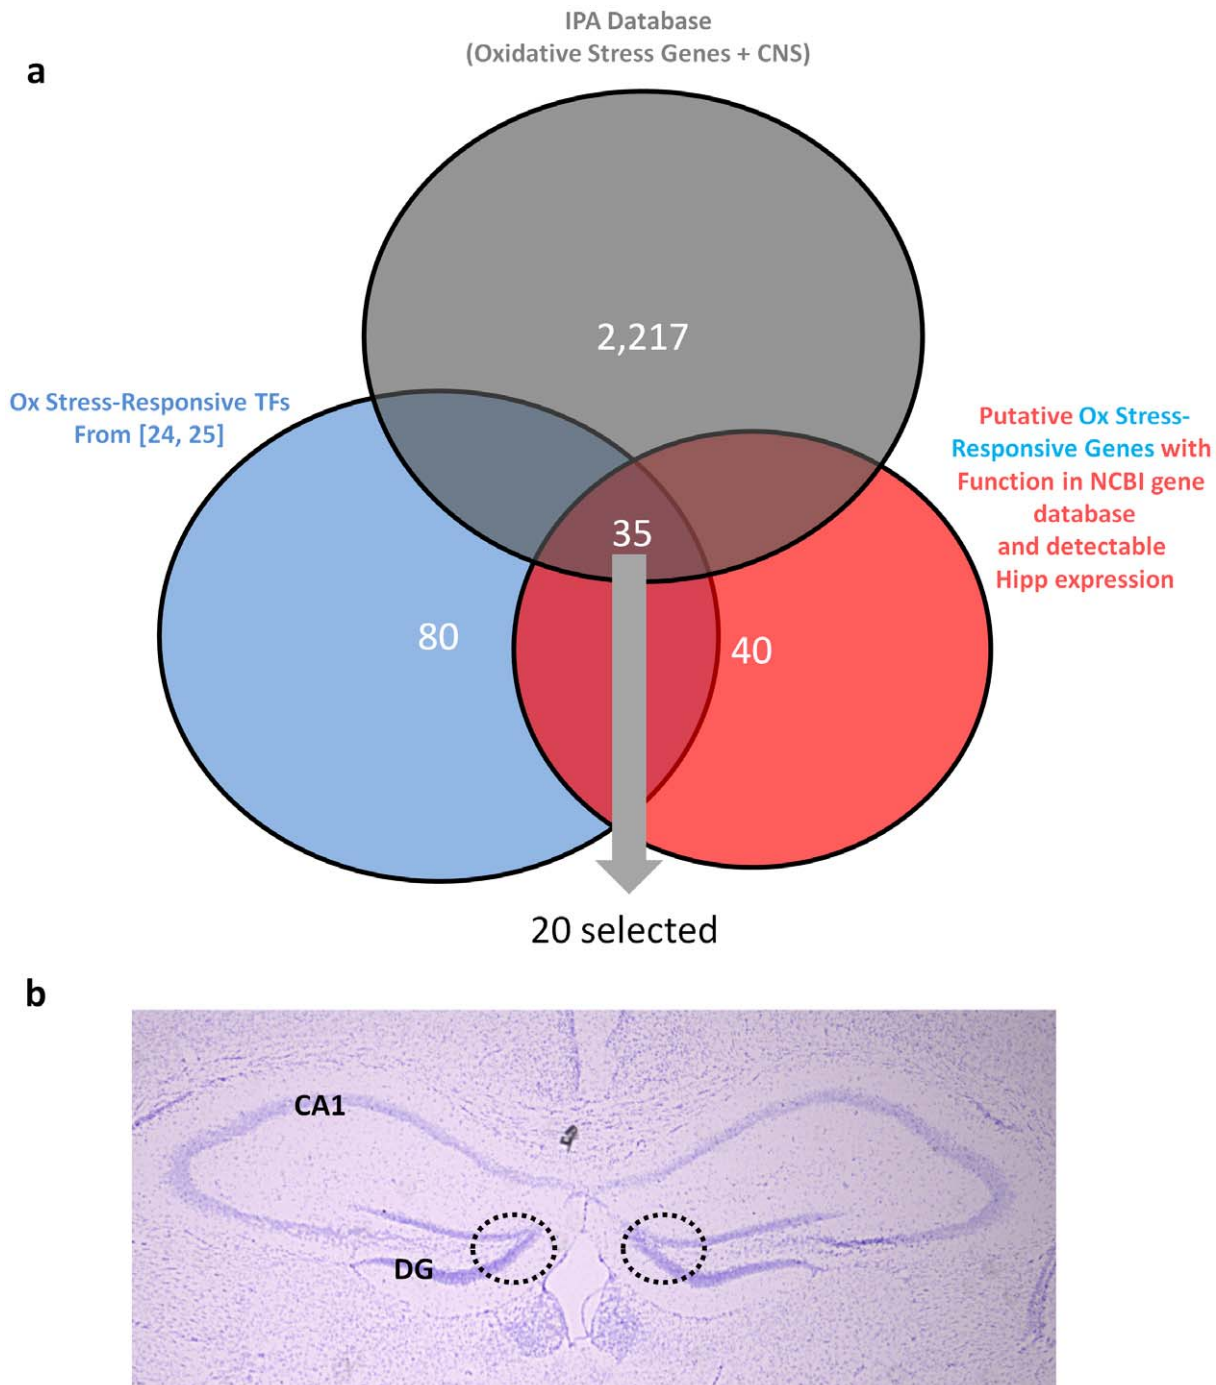 IPA Database
(Oxidative Stress Genes + CNS)
a
2,217
Ox Stress-Responsive TFs
From [24, 25]
Putative Ox Stress-
Responsive Genes with
Function in NCBI gene
database
and detectable
Hipp expression
35
80
40
20 selected
b
CA1
DG